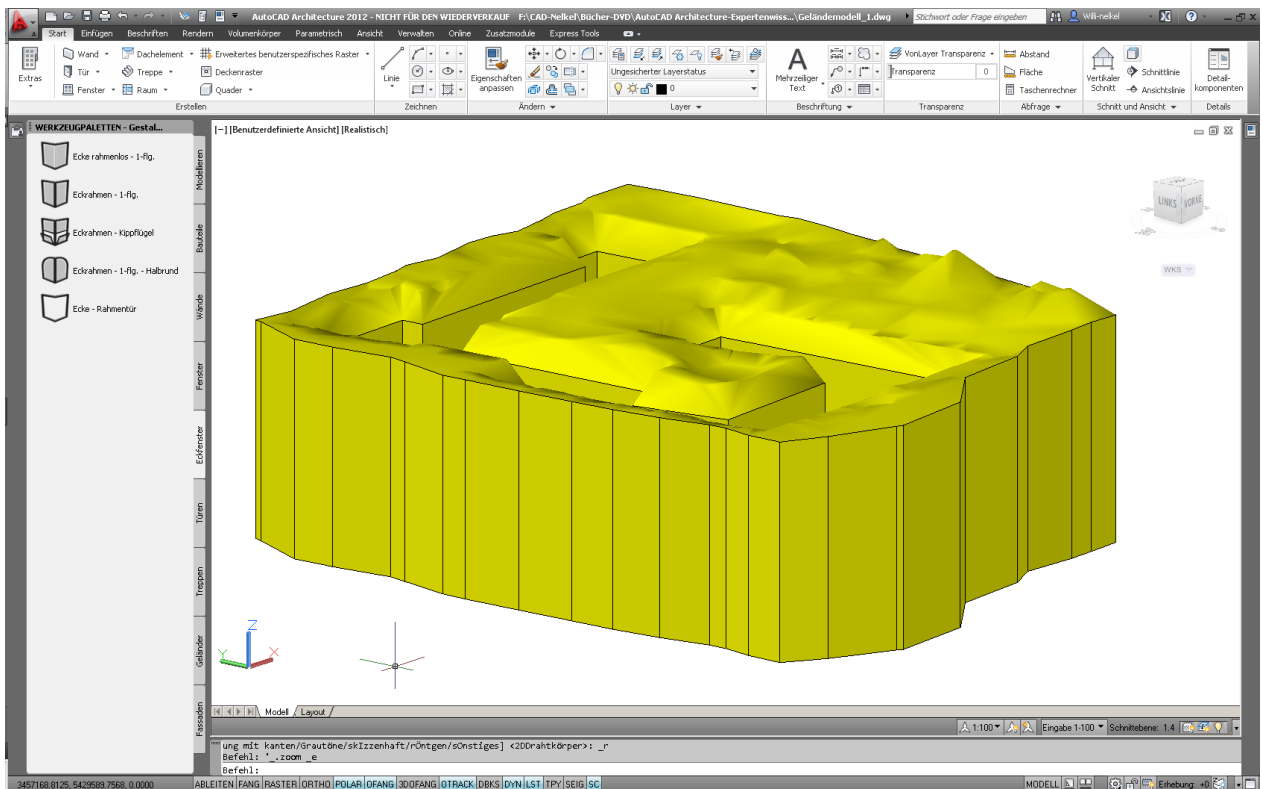 AutoCAD Architecture 2012 - NICHT FÜR DEN WIEDERVERKAUF F:\CAD-Nelkel\Bücher-DVD\AutoCAD Architecture-Expertenwiss...\Geländemodell_1.dwg
Stichwort oder Frage eingeben
Willi-nelkel
Start Einfügen Beschriften Rendern Volumenkörper Parametrisch Ansicht Verwalten Online Zusatzmodule Express Tools
Wand Dachelement Erweitertes benutzerspezifisches Raster
Tür Treppe Deckenraster
Fenster Raum Quader
Extras
Linie
Eigenschaften anpassen
Ungesicherter Layerstatus
0
A
Mehrzeiliger Text
VonLayer Transparenz
Transparenz 0
Abstand
Fläche
Taschenrechner
Vertikaler Schnitt
Schnittlinie
Ansichtslinie
Detail-
komponenten
Erstellen Zeichnen Ändern Layer Beschriftung Transparenz Abfrage Schnitt und Ansicht Details
WERKZEUGPALETTEN - Gestal...
Ecke rahmenlos - 1-flg.
Eckrahmen - 1-flg.
Eckrahmen - Kippflügel
Eckrahmen - 1-flg. - Halbrund
Ecke - Rahmentür
Modellieren
Bauteile
Wände
Fenster
Eckfenster
Türen
Treppen
Geländer
Fassaden
[−] [Benutzerdefinierte Ansicht] [Realistisch]
LINKS VORNE
WKS
Z
Y
X
Modell Layout
1:100 Eingabe 1-100 Schnittebene: 1.4
ung mit kanten/Grautöne/skIzzenhaft/rÖntgen/sOnstiges] <2DDrahtkörper>: _r
Befehl: '_.zoom _e
Befehl:
3457168.8125, 5429589.7568, 0.0000 ABLEITEN FANG RASTER ORTHO POLAR OFANG 3DOFANG OTRACK DBKS DYN LST TPY SEIG SC MODELL Erhebung: +0